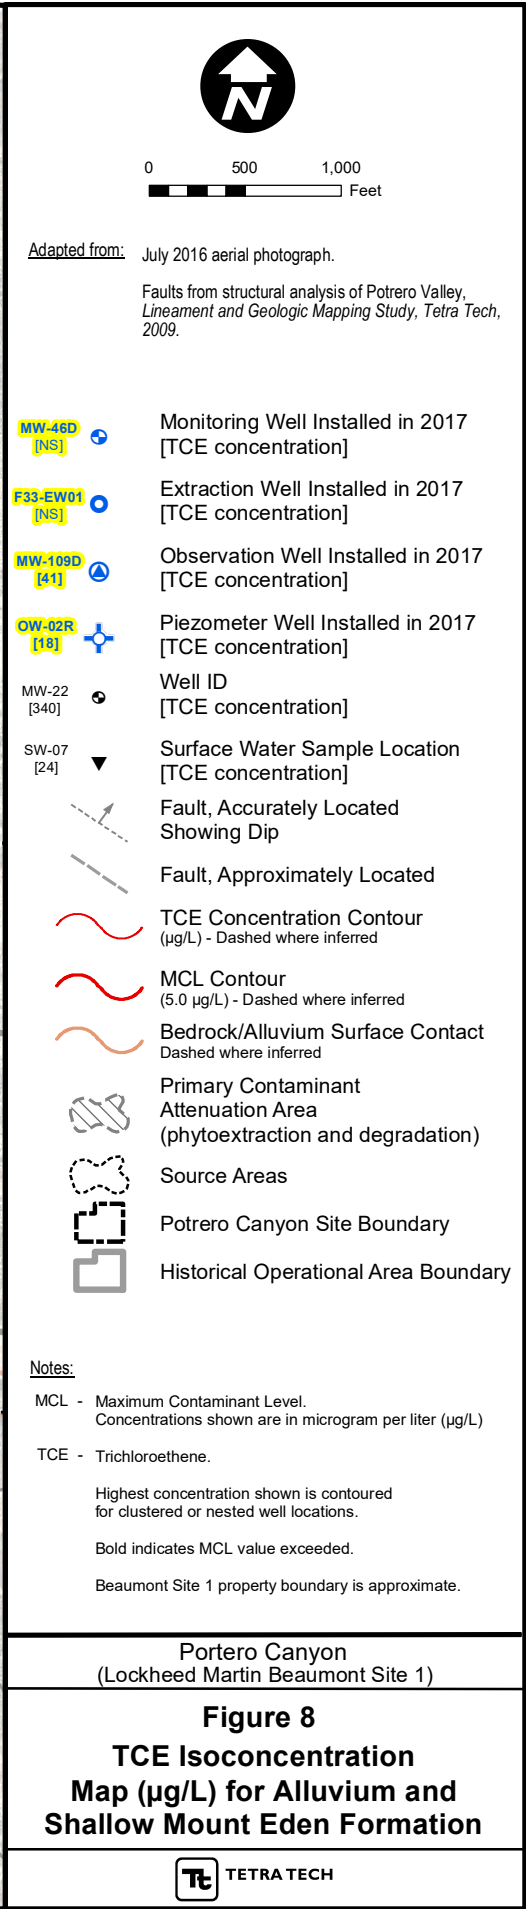 N
0 500 1,000
Feet
Adapted from: July 2016 aerial photograph.
Faults from structural analysis of Potrero Valley,
Lineament and Geologic Mapping Study, Tetra Tech,
2009.
MW-46D
[NS]
Monitoring Well Installed in 2017
[TCE concentration]
F33-EW01
[NS]
Extraction Well Installed in 2017
[TCE concentration]
MW-109D
[41]
Observation Well Installed in 2017
[TCE concentration]
OW-02R
[18]
Piezometer Well Installed in 2017
[TCE concentration]
MW-22
[340]
Well ID
[TCE concentration]
SW-07
[24]
Surface Water Sample Location
[TCE concentration]
Fault, Accurately Located
Showing Dip
Fault, Approximately Located
TCE Concentration Contour
(µg/L) - Dashed where inferred
MCL Contour
(5.0 µg/L) - Dashed where inferred
Bedrock/Alluvium Surface Contact
Dashed where inferred
Primary Contaminant
Attenuation Area
(phytoextraction and degradation)
Source Areas
Potrero Canyon Site Boundary
Historical Operational Area Boundary
Notes:
MCL - Maximum Contaminant Level.
Concentrations shown are in microgram per liter (µg/L)
TCE - Trichloroethene.
Highest concentration shown is contoured
for clustered or nested well locations.
Bold indicates MCL value exceeded.
Beaumont Site 1 property boundary is approximate.
Portero Canyon
(Lockheed Martin Beaumont Site 1)
Figure 8
TCE Isoconcentration
Map (µg/L) for Alluvium and
Shallow Mount Eden Formation
Tt TETRA TECH